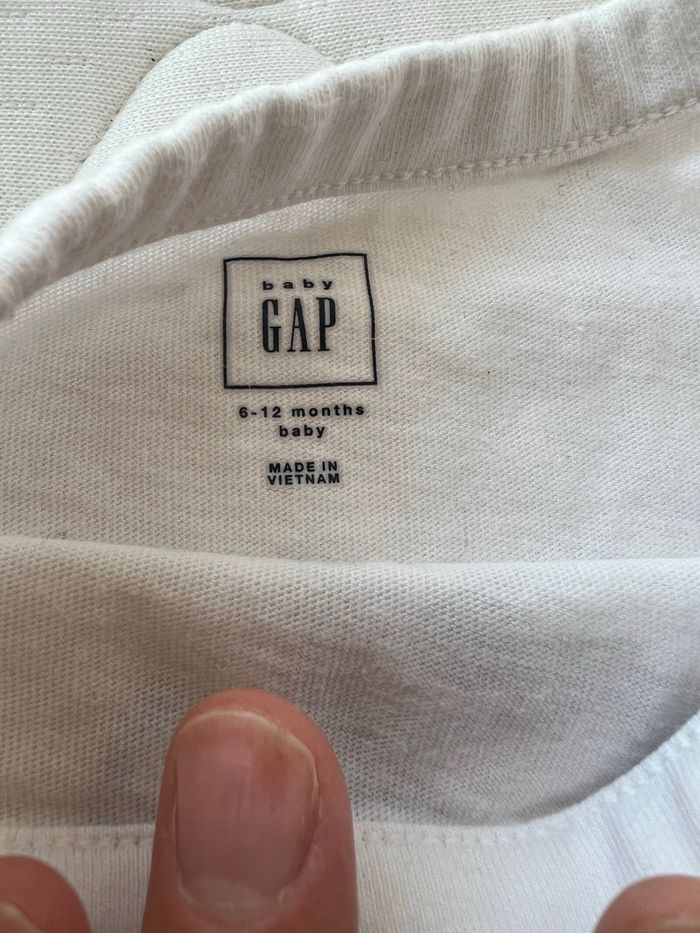 baby
GAP
6-12 months
baby
MADE IN
VIETNAM